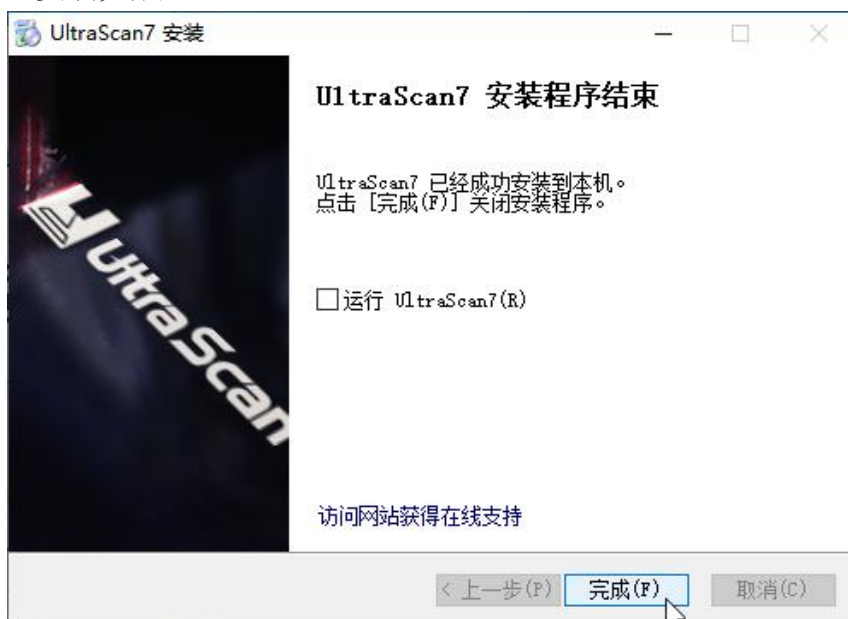 UltraScan7 安装
UltraScan7 安装程序结束
UltraScan7 已经成功安装到本机。
点击 [完成(F)] 关闭安装程序。
运行 UltraScan7(R)
UltraScan
访问网站获得在线支持
< 上一步(P)
完成(F)
取消(C)